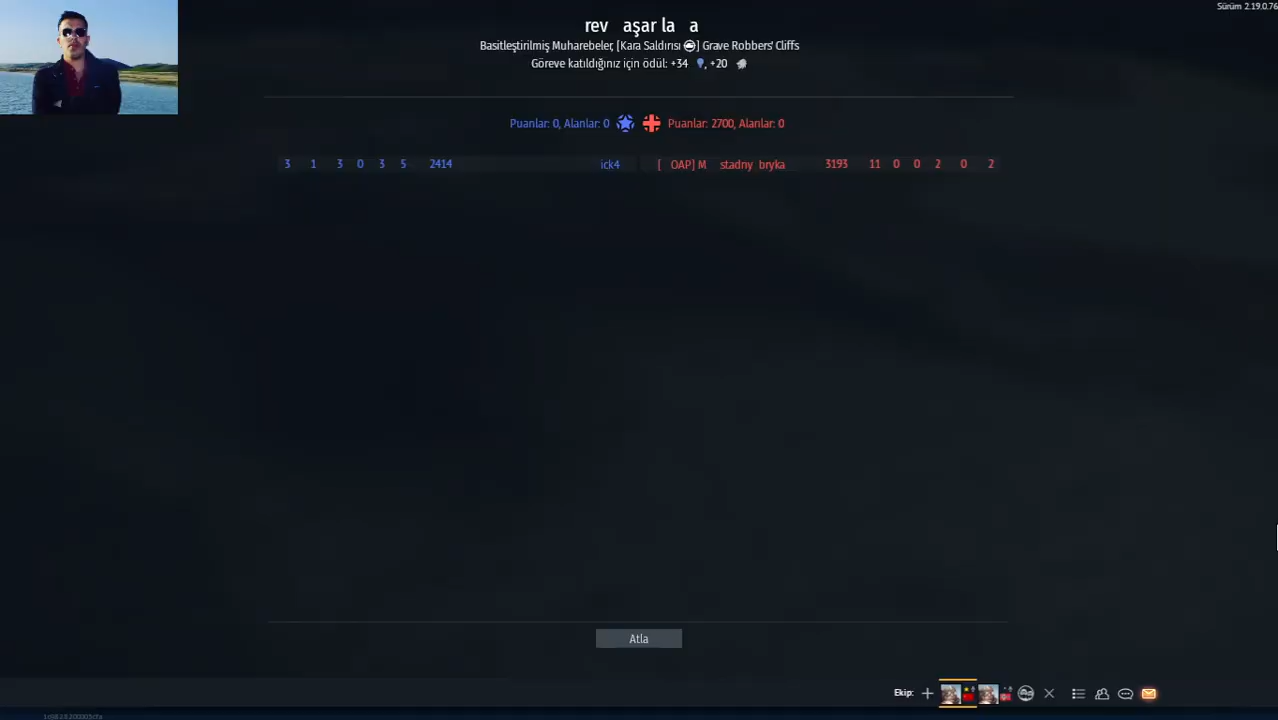 Sürüm 2.19.0.76
rev aşar la a
Basitleştirilmiş Muharebeler, [Kara Saldırısı] Grave Robbers' Cliffs
Göreve katıldığınız için ödül: +34 , +20
Puanlar: 0, Alanlar: 0 Puanlar: 2700, Alanlar: 0
3 1 3 0 3 5 2414 ick4 [ OAP] M stadny bryka 3193 11 0 0 2 0 2
Atla
Ekip: